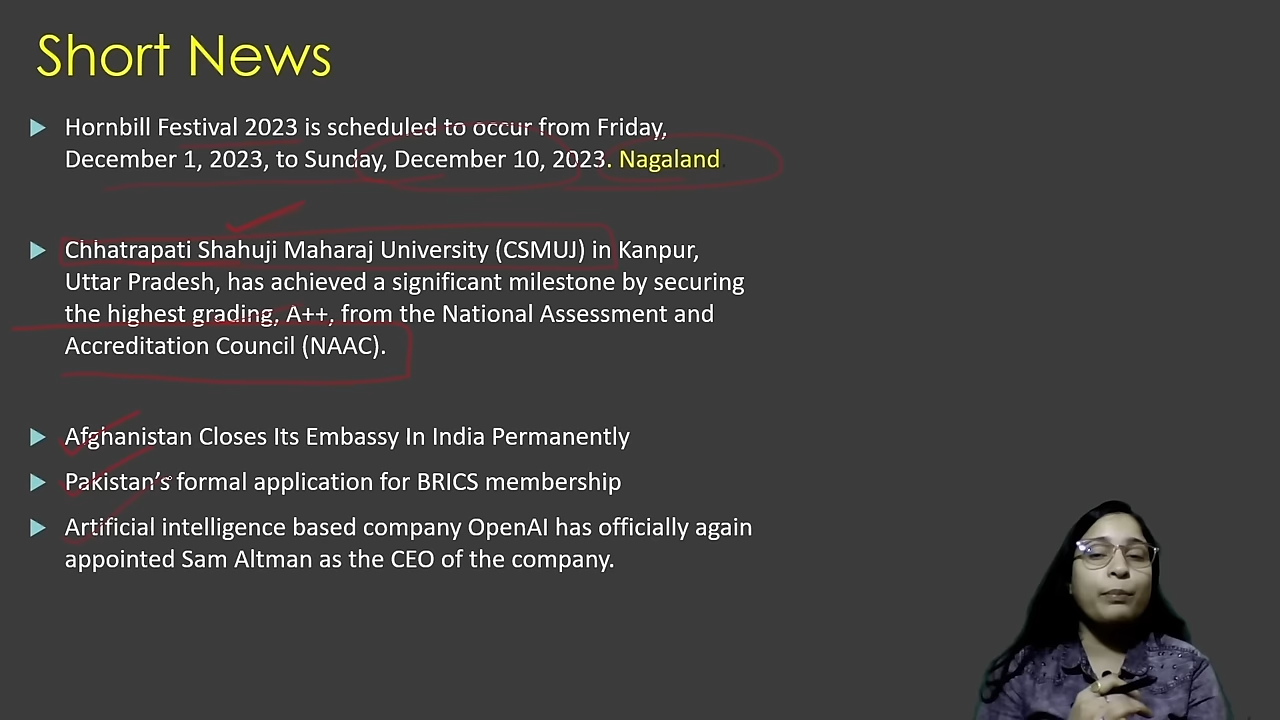 Short News
Hornbill Festival 2023 is scheduled to occur from Friday,
December 1, 2023, to Sunday, December 10, 2023. Nagaland
Chhatrapati Shahuji Maharaj University (CSMUJ) in Kanpur,
Uttar Pradesh, has achieved a significant milestone by securing
the highest grading, A++, from the National Assessment and
Accreditation Council (NAAC).
Afghanistan Closes Its Embassy In India Permanently
Pakistan's formal application for BRICS membership
Artificial intelligence based company OpenAI has officially again
appointed Sam Altman as the CEO of the company.